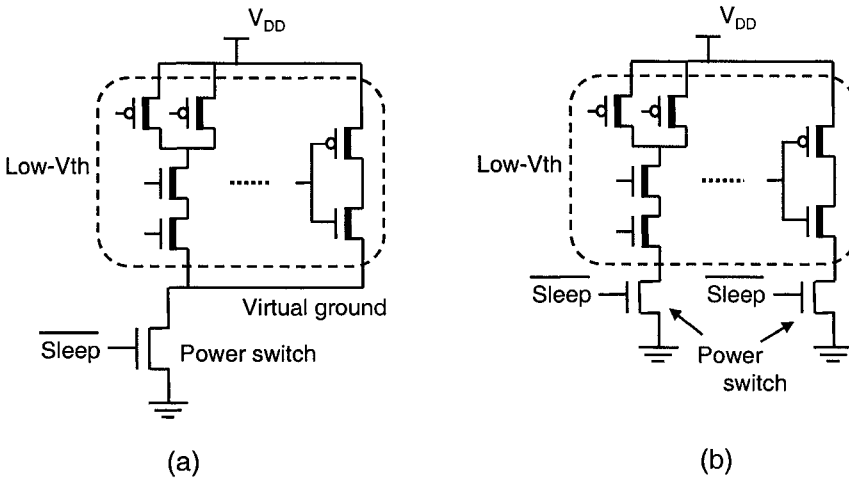 V_DD
Low-Vth
Virtual ground
Sleep
Power switch
(a)
V_DD
Low-Vth
Sleep
Sleep
Power
switch
(b)